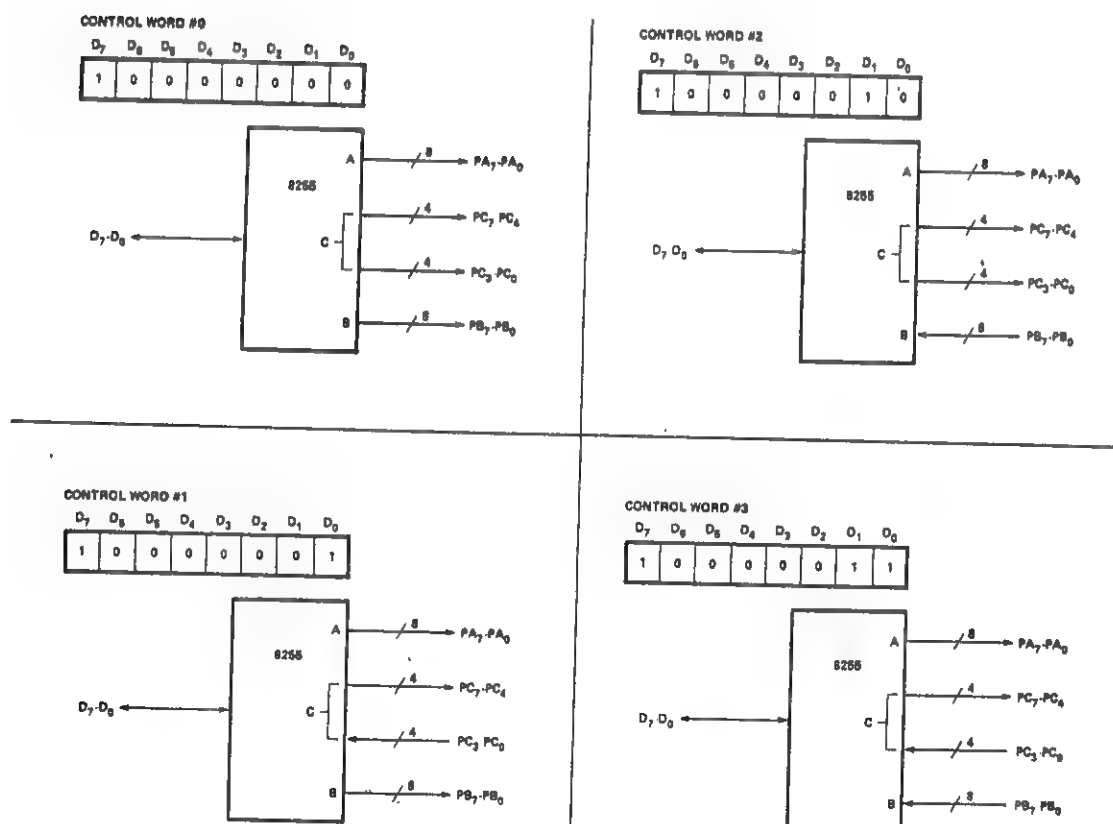 CONTROL WORD #0
D7 D6 D5 D4 D3 D2 D1 D0
1 0 0 0 0 0 0 0
8255
A
8
PA7-PA0
4
PC7 PC4
D7-D0
C
4
PC3-PC0
B
8
PB7-PB0
CONTROL WORD #2
D7 D6 D5 D4 D3 D2 D1 D0
1 0 0 0 0 0 1 0
8255
A
8
PA7-PA0
4
PC7-PC4
D7 D0
C
4
PC3-PC0
B
8
PB7-PB0
CONTROL WORD #1
D7 D6 D5 D4 D3 D2 D1 D0
1 0 0 0 0 0 0 1
8255
A
8
PA7-PA0
4
PC7-PC4
D7-D0
C
4
PC3 PC0
B
8
PB7-PB0
CONTROL WORD #3
D7 D6 D5 D4 D3 D2 D1 D0
1 0 0 0 0 0 1 1
8255
A
8
PA7-PA0
4
PC7-PC4
D7 D0
C
4
PC3-PC0
B
8
PB7 PB0